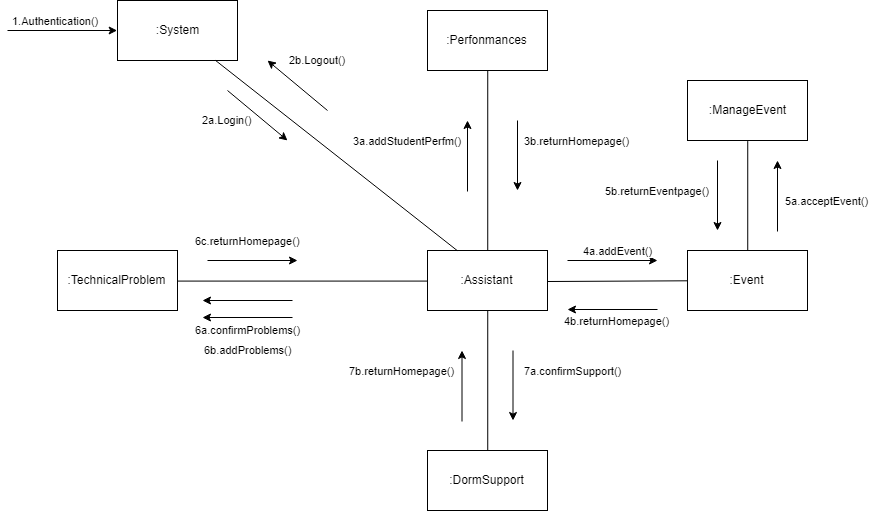 1.Authentication()
:System
:Perfonmances
2b.Logout()
2a.Login()
:ManageEvent
3a.addStudentPerfm()
3b.returnHomepage()
5b.returnEventpage()
5a.acceptEvent()
6c.returnHomepage()
4a.addEvent()
:TechnicalProblem
:Assistant
:Event
4b.returnHomepage()
6a.confirmProblems()
6b.addProblems()
7b.returnHomepage()
7a.confirmSupport()
:DormSupport